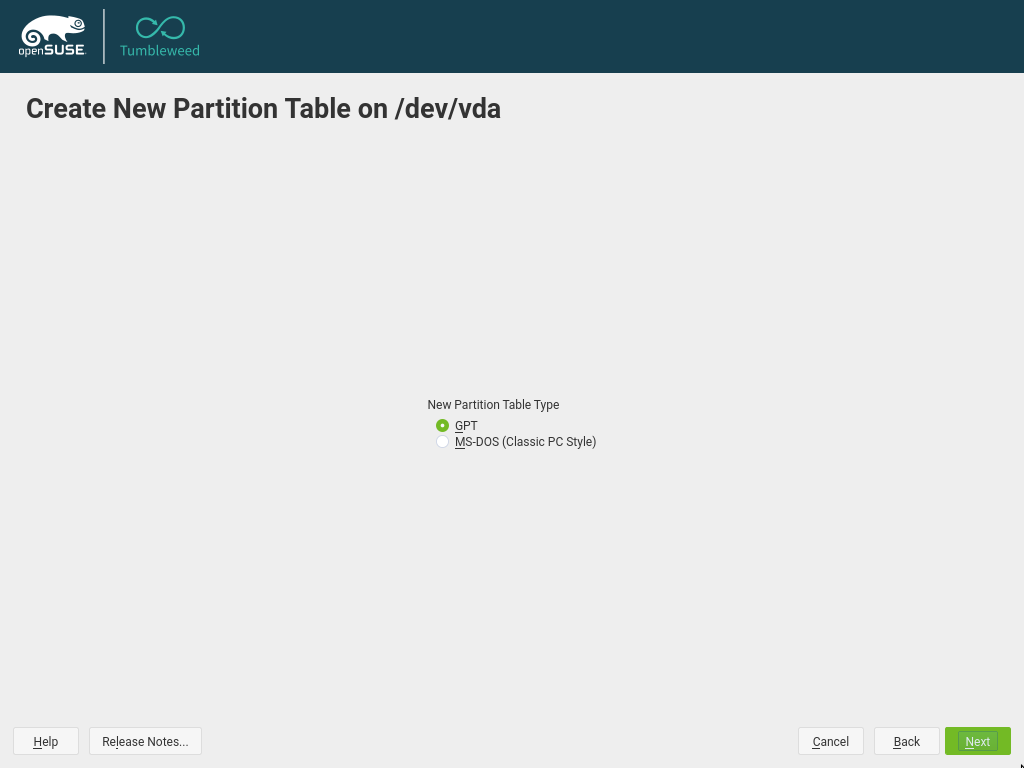 openSUSE
Tumbleweed
Create New Partition Table on /dev/vda
New Partition Table Type
GPT
MS-DOS (Classic PC Style)
Help
Release Notes...
Cancel
Back
Next